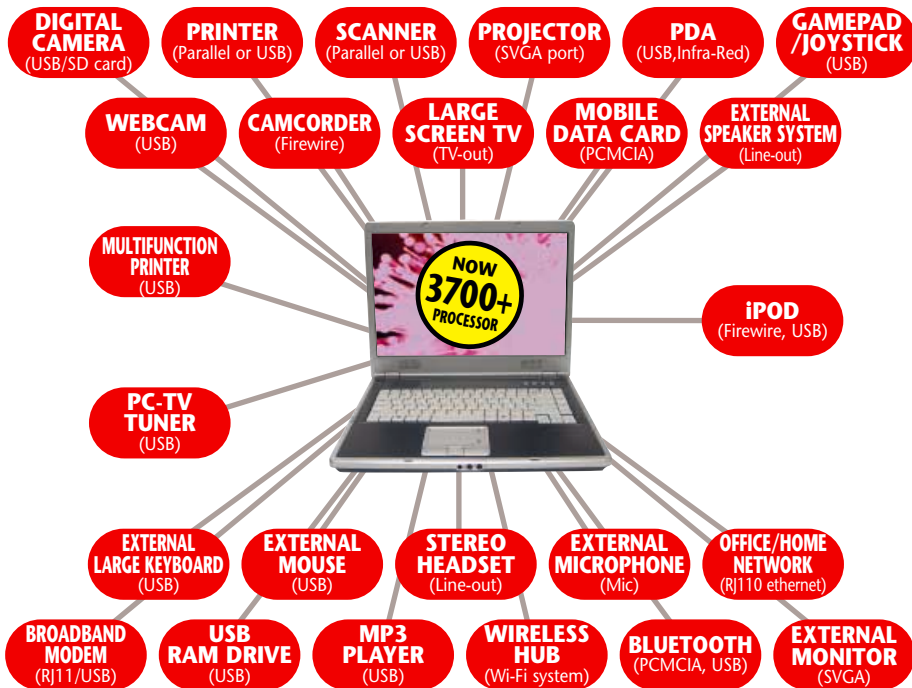 DIGITAL
CAMERA
(USB/SD card)
PRINTER
(Parallel or USB)
SCANNER
(Parallel or USB)
PROJECTOR
(SVGA port)
PDA
(USB,Infra-Red)
GAMEPAD
/JOYSTICK
(USB)
WEBCAM
(USB)
CAMCORDER
(Firewire)
LARGE
SCREEN TV
(TV-out)
MOBILE
DATA CARD
(PCMCIA)
EXTERNAL
SPEAKER SYSTEM
(Line-out)
MULTIFUNCTION
PRINTER
(USB)
NOW
3700+
PROCESSOR
iPOD
(Firewire, USB)
PC-TV
TUNER
(USB)
EXTERNAL
LARGE KEYBOARD
(USB)
EXTERNAL
MOUSE
(USB)
STEREO
HEADSET
(Line-out)
EXTERNAL
MICROPHONE
(Mic)
OFFICE/HOME
NETWORK
(RJ110 ethernet)
BROADBAND
MODEM
(RJ11/USB)
USB
RAM DRIVE
(USB)
MP3
PLAYER
(USB)
WIRELESS
HUB
(Wi-Fi system)
BLUETOOTH
(PCMCIA, USB)
EXTERNAL
MONITOR
(SVGA)